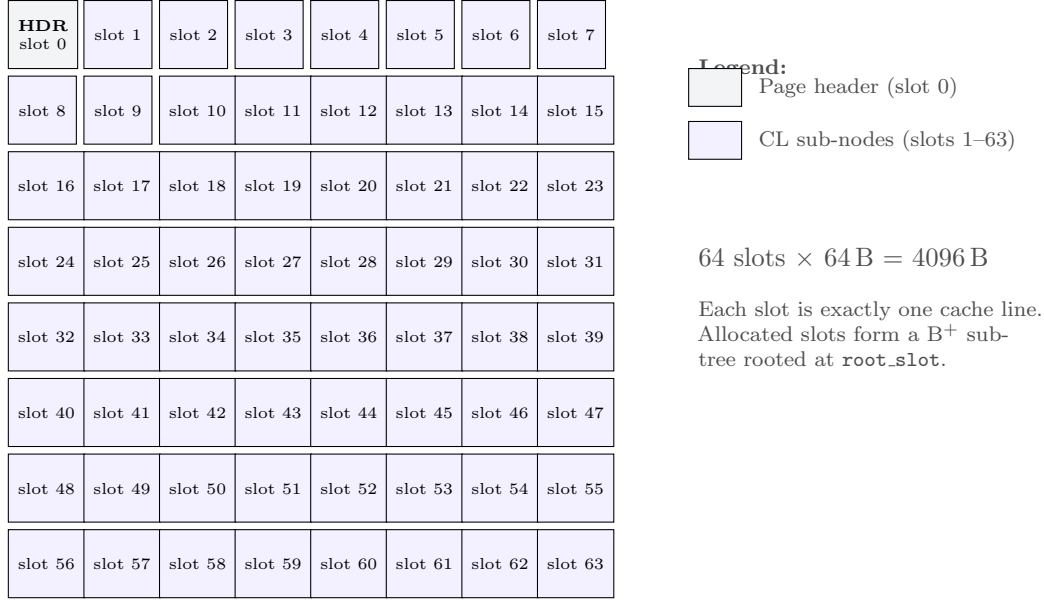 HDR
slot 0 slot 1 slot 2 slot 3 slot 4 slot 5 slot 6 slot 7
slot 8 slot 9 slot 10 slot 11 slot 12 slot 13 slot 14 slot 15
slot 16 slot 17 slot 18 slot 19 slot 20 slot 21 slot 22 slot 23
slot 24 slot 25 slot 26 slot 27 slot 28 slot 29 slot 30 slot 31
slot 32 slot 33 slot 34 slot 35 slot 36 slot 37 slot 38 slot 39
slot 40 slot 41 slot 42 slot 43 slot 44 slot 45 slot 46 slot 47
slot 48 slot 49 slot 50 slot 51 slot 52 slot 53 slot 54 slot 55
slot 56 slot 57 slot 58 slot 59 slot 60 slot 61 slot 62 slot 63
Legend:
Page header (slot 0)
CL sub-nodes (slots 1–63)
64 slots × 64 B = 4096 B
Each slot is exactly one cache line.
Allocated slots form a B⁺ sub-
tree rooted at root_slot.